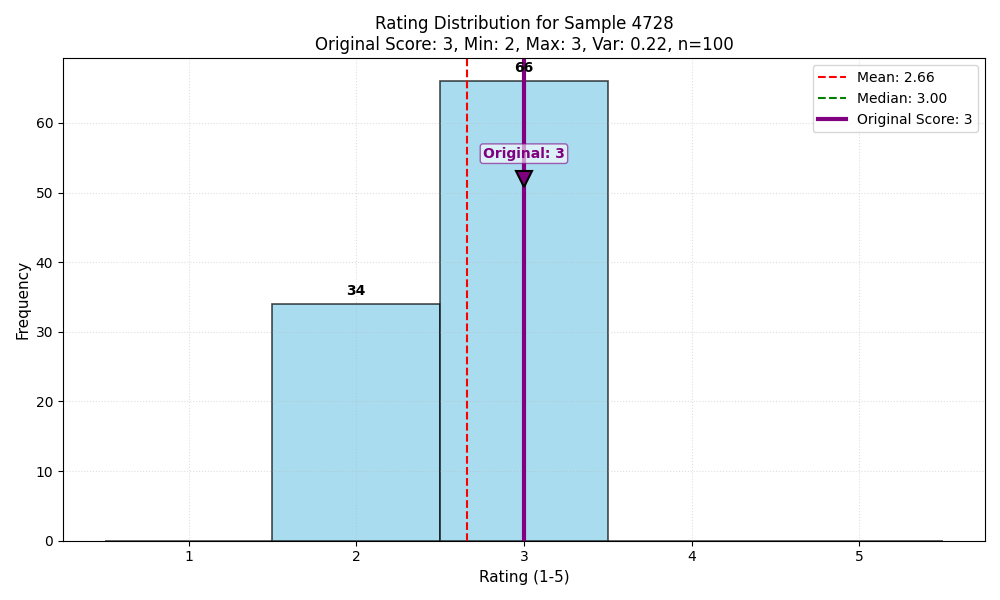 Rating Distribution for Sample 4728
Original Score: 3, Min: 2, Max: 3, Var: 0.22, n=100
Mean: 2.66
Median: 3.00
Original Score: 3
66
Original: 3
34
Frequency
60
50
40
30
20
10
0
1 2 3 4 5
Rating (1-5)